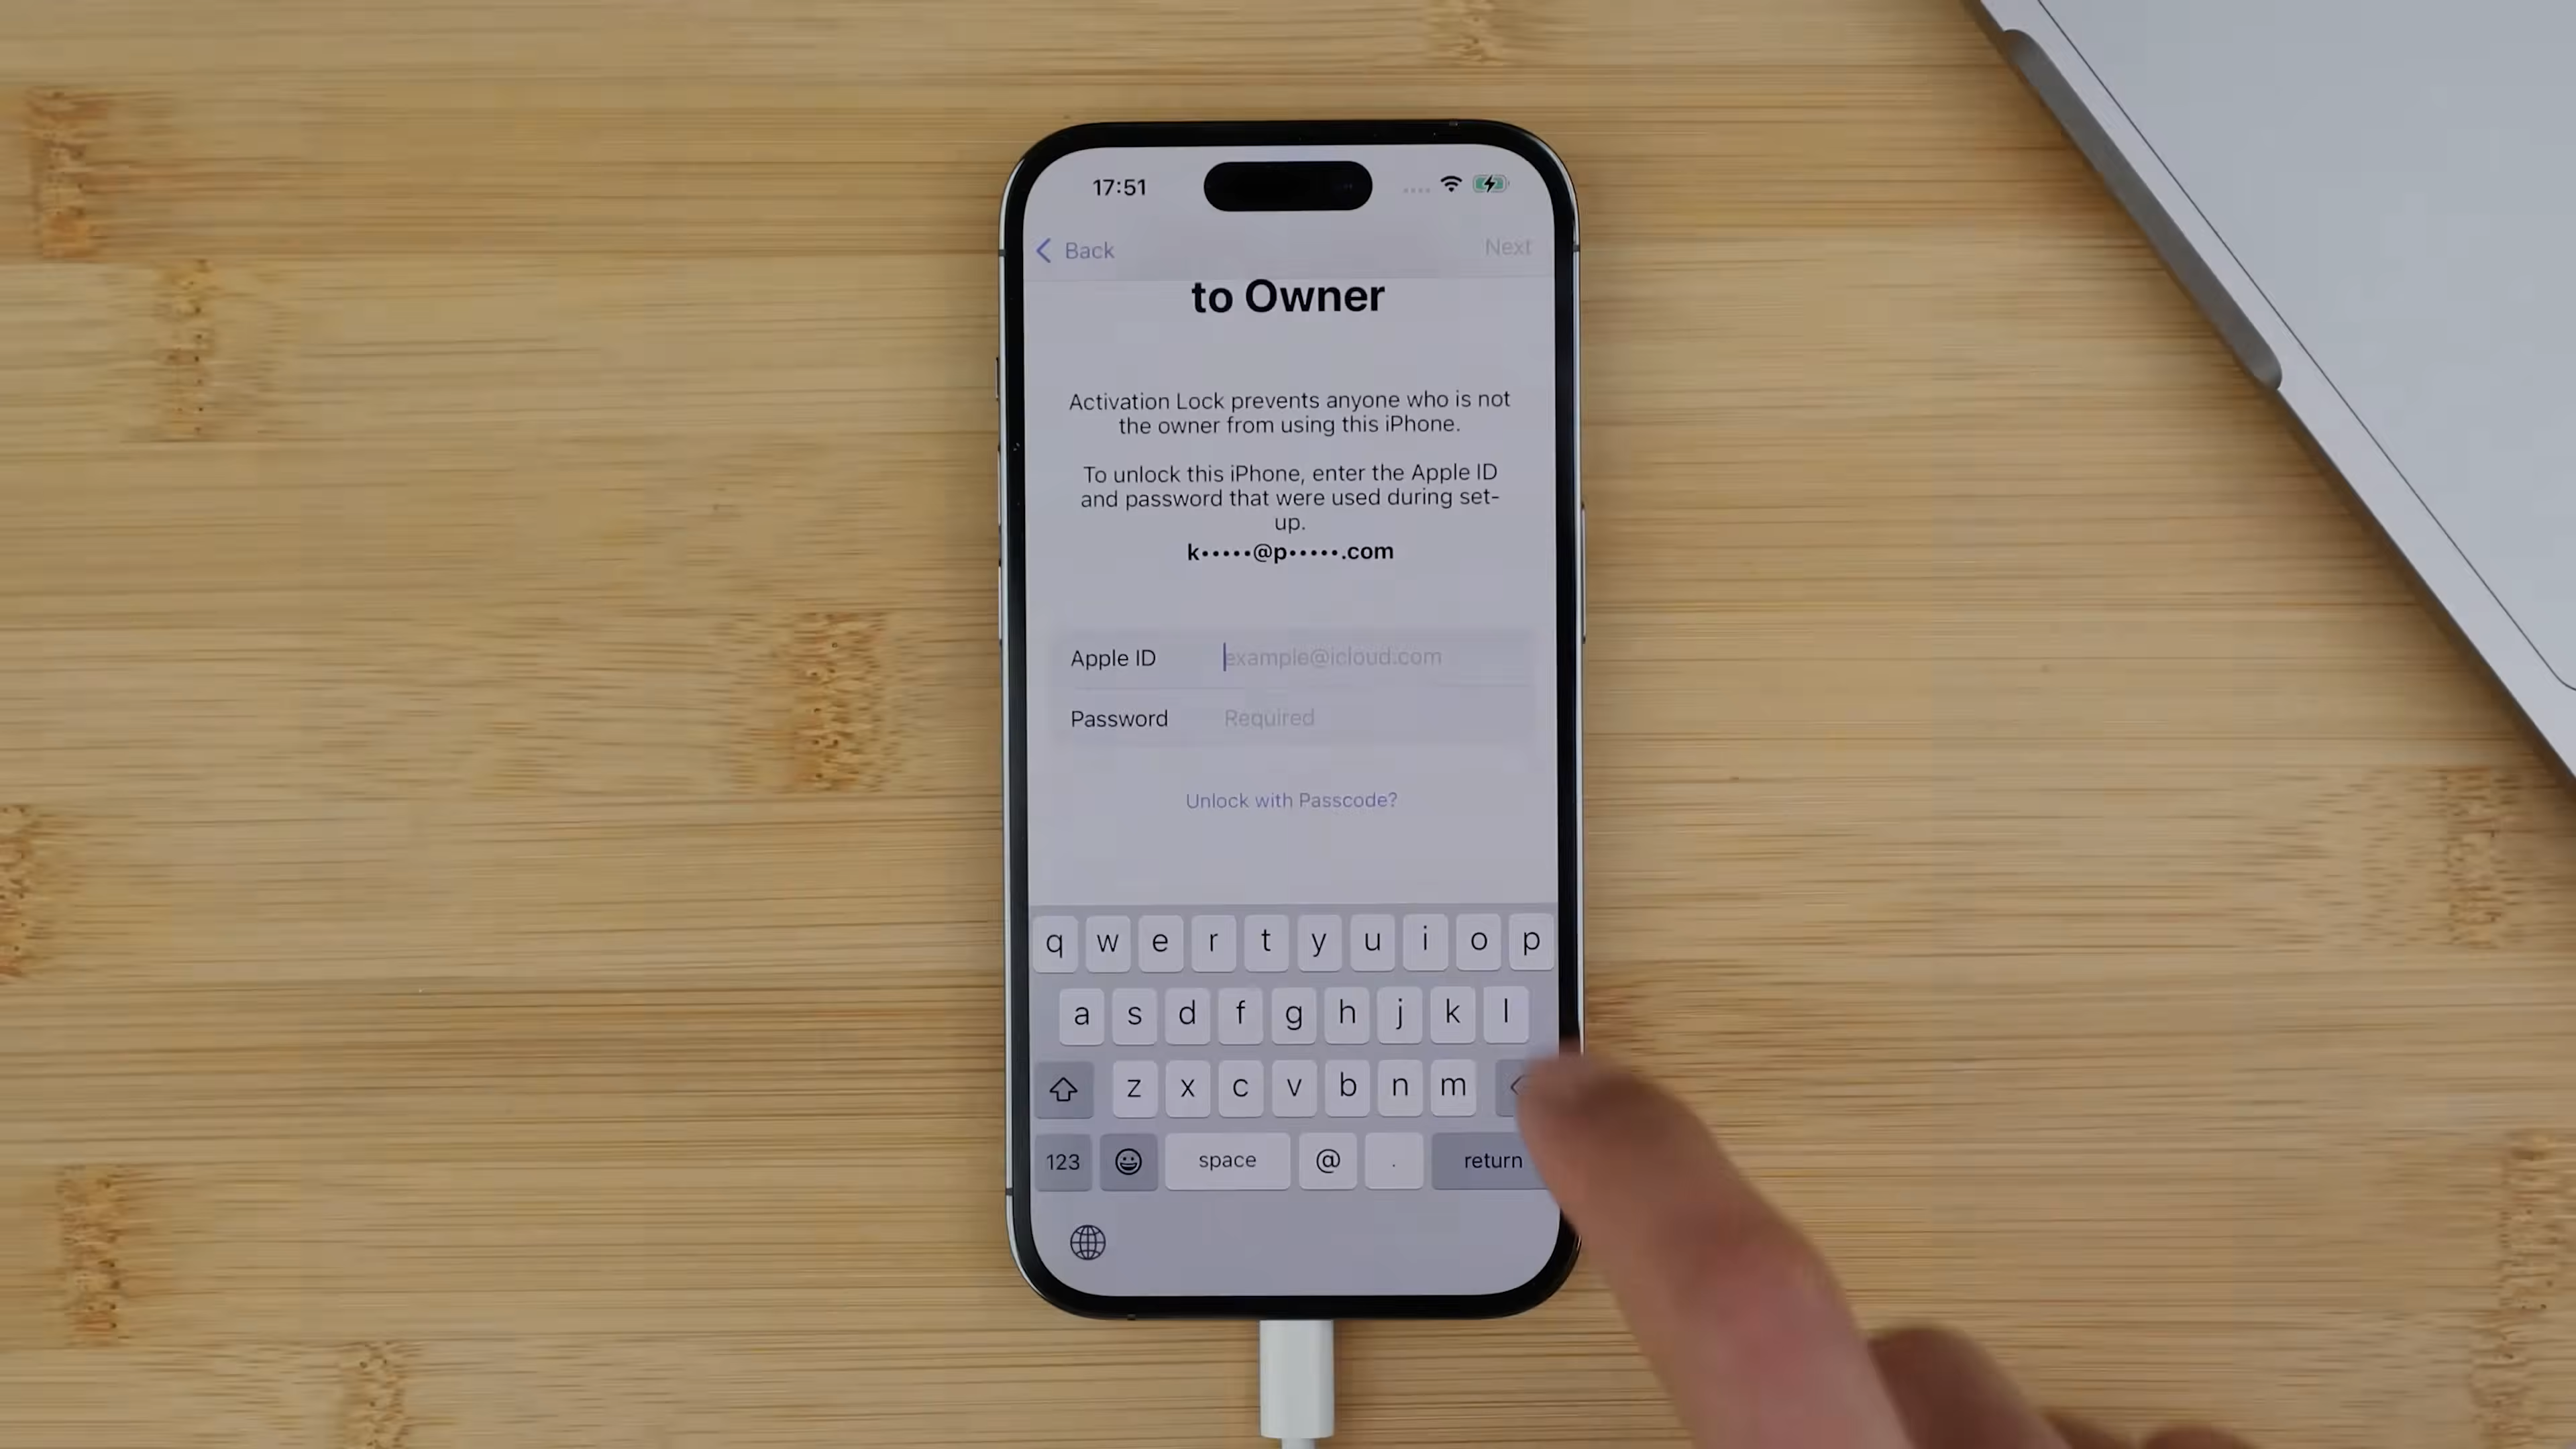 17:51
Back
Next
to Owner
Activation Lock prevents anyone who is not
the owner from using this iPhone.
To unlock this iPhone, enter the Apple ID
and password that were used during set-
up.
k•••••@p•••••.com
Apple ID example@icloud.com
Password Required
Unlock with Passcode?
q w e r t y u i o p
a s d f g h j k l
z x c v b n m
123 space @ . return